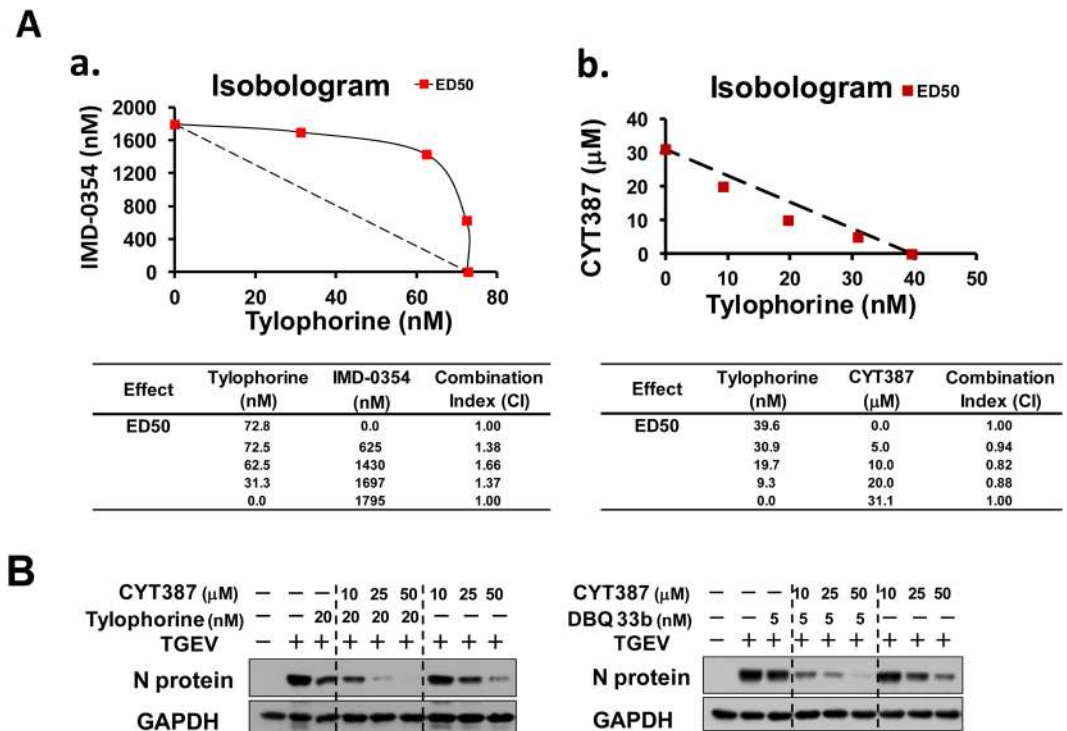 A
a.
Isobologram
ED50
IMD-0354 (nM)
2000
1600
1200
800
400
0
0 20 40 60 80
Tylophorine (nM)
b.
Isobologram
ED50
CYT387 (μM)
40
30
20
10
0
0 10 20 30 40 50
Tylophorine (nM)
Effect Tylophorine (nM) IMD-0354 (nM) Combination Index (CI)
ED50 72.8 0.0 1.00
72.5 625 1.38
62.5 1430 1.66
31.3 1697 1.37
0.0 1795 1.00
Effect Tylophorine (nM) CYT387 (μM) Combination Index (CI)
ED50 39.6 0.0 1.00
30.9 5.0 0.94
19.7 10.0 0.82
9.3 20.0 0.88
0.0 31.1 1.00
B
CYT387 (μM) – – – 10 25 50 10 25 50
Tylophorine (nM) – – 20 20 20 20 – – –
TGEV – + + + + + + + +
N protein
GAPDH
CYT387 (μM) – – – 10 25 50 10 25 50
DBQ 33b (nM) – – 5 5 5 5 – – –
TGEV – + + + + + + + +
N protein
GAPDH